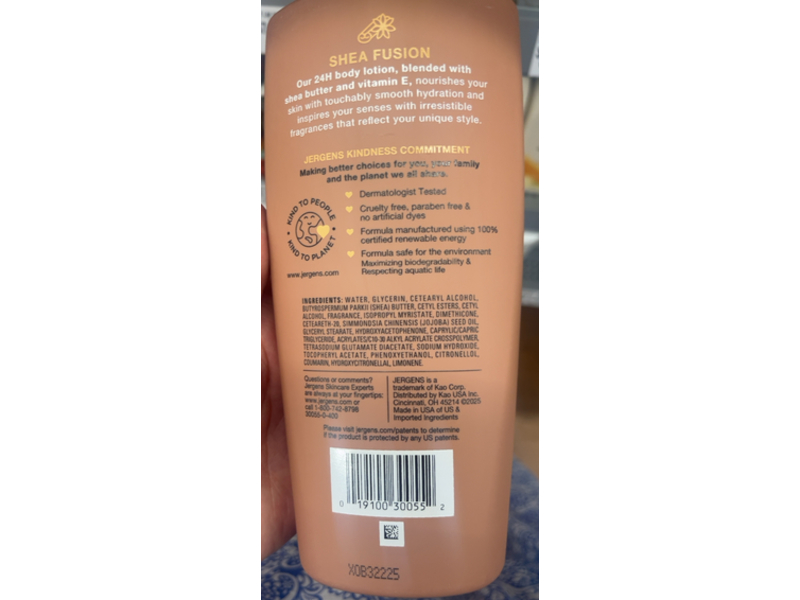 SHEA FUSION
Our 24H body lotion, blended with
shea butter and vitamin E, nourishes your
skin with touchably smooth hydration and
inspires your senses with irresistible
fragrances that reflect your unique style.
JERGENS KINDNESS COMMITMENT
Making better choices for you, your family
and the planet we all share.
KIND TO PEOPLE
KIND TO PLANET
www.jergens.com
Dermatologist Tested
Cruelty free, paraben free &
no artificial dyes
Formula manufactured using 100%
certified renewable energy
Formula safe for the environment
Maximizing biodegradability &
Respecting aquatic life
INGREDIENTS: WATER, GLYCERIN, CETEARYL ALCOHOL,
BUTYROSPERMUM PARKII (SHEA) BUTTER, CETYL ESTERS, CETYL
ALCOHOL, FRAGRANCE, ISOPROPYL MYRISTATE, DIMETHICONE,
CETEARETH-20, SIMMONDSIA CHINENSIS (JOJOBA) SEED OIL,
GLYCERYL STEARATE, HYDROXYACETOPHENONE, CAPRYLIC/CAPRIC
TRIGLYCERIDE, ACRYLATES/C10-30 ALKYL ACRYLATE CROSSPOLYMER,
TETRASODIUM GLUTAMATE DIACETATE, SODIUM HYDROXIDE,
TOCOPHERYL ACETATE, PHENOXYETHANOL, CITRONELLOL,
COUMARIN, HYDROXYCITRONELLAL, LIMONENE.
Questions or comments?
Jergens Skincare Experts
are always at your fingertips:
www.jergens.com or
call 1-800-742-8798
30055-0-400
JERGENS is a
trademark of Kao Corp.
Distributed by Kao USA Inc.
Cincinnati, OH 45214 ©2025
Made in USA of US &
Imported Ingredients
Please visit jergens.com/patents to determine
if the product is protected by any US patents.
0 19100 30055 2
X0B32225